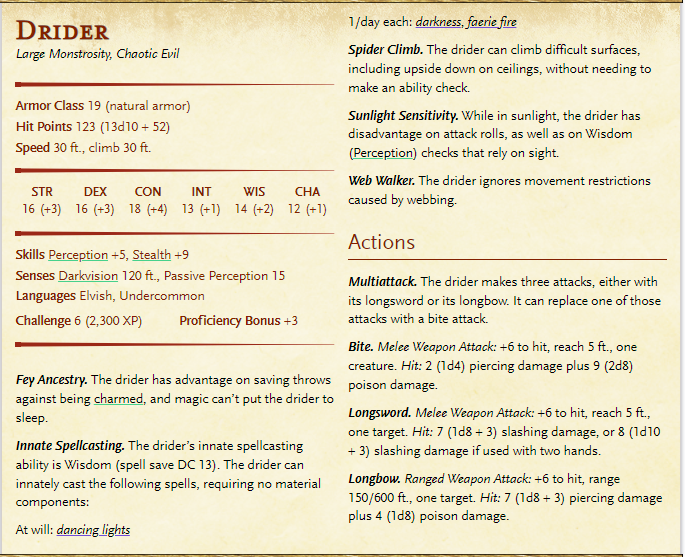 DRIDER
Large Monstrosity, Chaotic Evil
Armor Class 19 (natural armor)
Hit Points 123 (13d10 + 52)
Speed 30 ft., climb 30 ft.
STR DEX CON INT WIS CHA
16 (+3) 16 (+3) 18 (+4) 13 (+1) 14 (+2) 12 (+1)
Skills Perception +5, Stealth +9
Senses Darkvision 120 ft., Passive Perception 15
Languages Elvish, Undercommon
Challenge 6 (2,300 XP) Proficiency Bonus +3
Fey Ancestry. The drider has advantage on saving throws
against being charmed, and magic can't put the drider to
sleep.
Innate Spellcasting. The drider's innate spellcasting
ability is Wisdom (spell save DC 13). The drider can
innately cast the following spells, requiring no material
components:
At will: dancing lights
1/day each: darkness, faerie fire
Spider Climb. The drider can climb difficult surfaces,
including upside down on ceilings, without needing to
make an ability check.
Sunlight Sensitivity. While in sunlight, the drider has
disadvantage on attack rolls, as well as on Wisdom
(Perception) checks that rely on sight.
Web Walker. The drider ignores movement restrictions
caused by webbing.
Actions
Multiattack. The drider makes three attacks, either with
its longsword or its longbow. It can replace one of those
attacks with a bite attack.
Bite. Melee Weapon Attack: +6 to hit, reach 5 ft., one
creature. Hit: 2 (1d4) piercing damage plus 9 (2d8)
poison damage.
Longsword. Melee Weapon Attack: +6 to hit, reach 5 ft.,
one target. Hit: 7 (1d8 + 3) slashing damage, or 8 (1d10
+ 3) slashing damage if used with two hands.
Longbow. Ranged Weapon Attack: +6 to hit, range
150/600 ft., one target. Hit: 7 (1d8 + 3) piercing damage
plus 4 (1d8) poison damage.